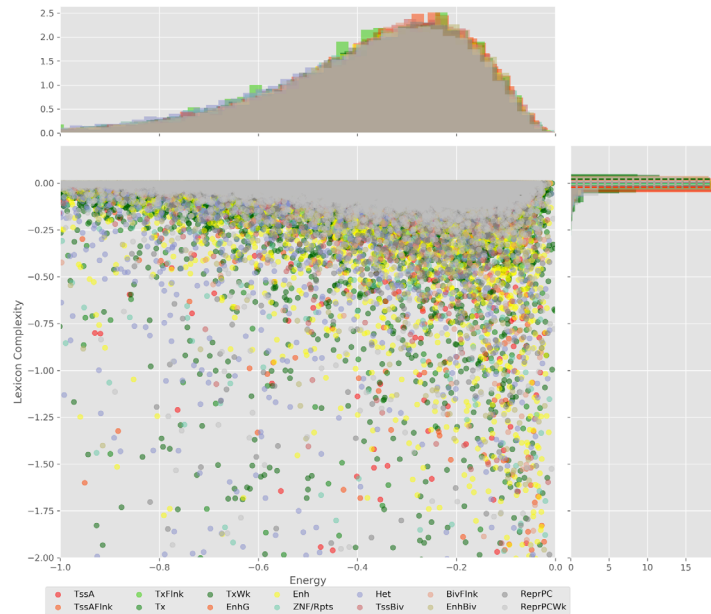 2.5
2.0
1.5
1.0
0.5
0.0
0.00
−0.25
−0.50
−0.75
−1.00
−1.25
−1.50
−1.75
−2.00
Lexicon Complexity
−1.0 −0.8 −0.6 −0.4 −0.2 0.0
0 5 10 15
Energy
TssA TxFlnk TxWk Enh Het BivFlnk ReprPC
TssAFlnk Tx EnhG ZNF/Rpts TssBiv EnhBiv ReprPCWk